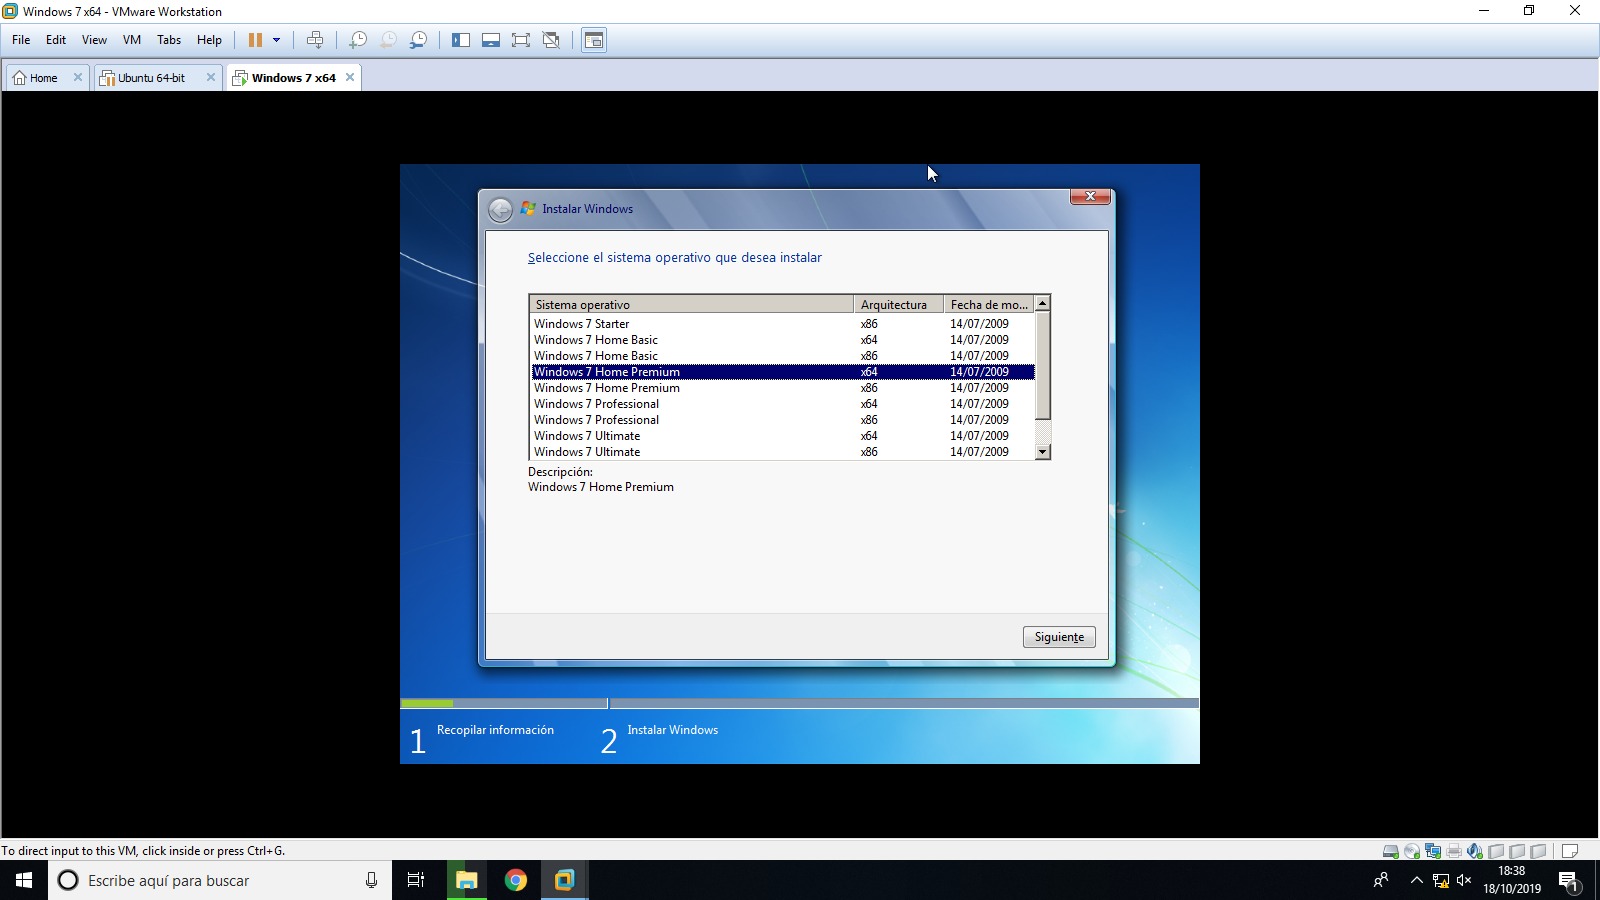 Windows 7 x64 - VMware Workstation
File Edit View VM Tabs Help
Home Ubuntu 64-bit Windows 7 x64
Instalar Windows
Seleccione el sistema operativo que desea instalar
Sistema operativo Arquitectura Fecha de mo...
Windows 7 Starter x86 14/07/2009
Windows 7 Home Basic x64 14/07/2009
Windows 7 Home Basic x86 14/07/2009
Windows 7 Home Premium x64 14/07/2009
Windows 7 Home Premium x86 14/07/2009
Windows 7 Professional x64 14/07/2009
Windows 7 Professional x86 14/07/2009
Windows 7 Ultimate x64 14/07/2009
Windows 7 Ultimate x86 14/07/2009
Descripción:
Windows 7 Home Premium
Siguiente
1 Recopilar información 2 Instalar Windows
To direct input to this VM, click inside or press Ctrl+G.
Escribe aquí para buscar
18:38
18/10/2019
1